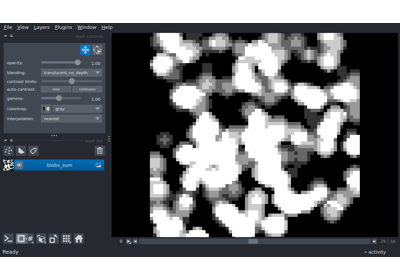 File View Layers Plugins Window Help
opacity: 1.00
blending: translucent_no_depth
contrast limits:
auto-contrast: once continuous
gamma: 1.00
colormap: gray
interpolation: nearest
blobs_sum
Ready
activity